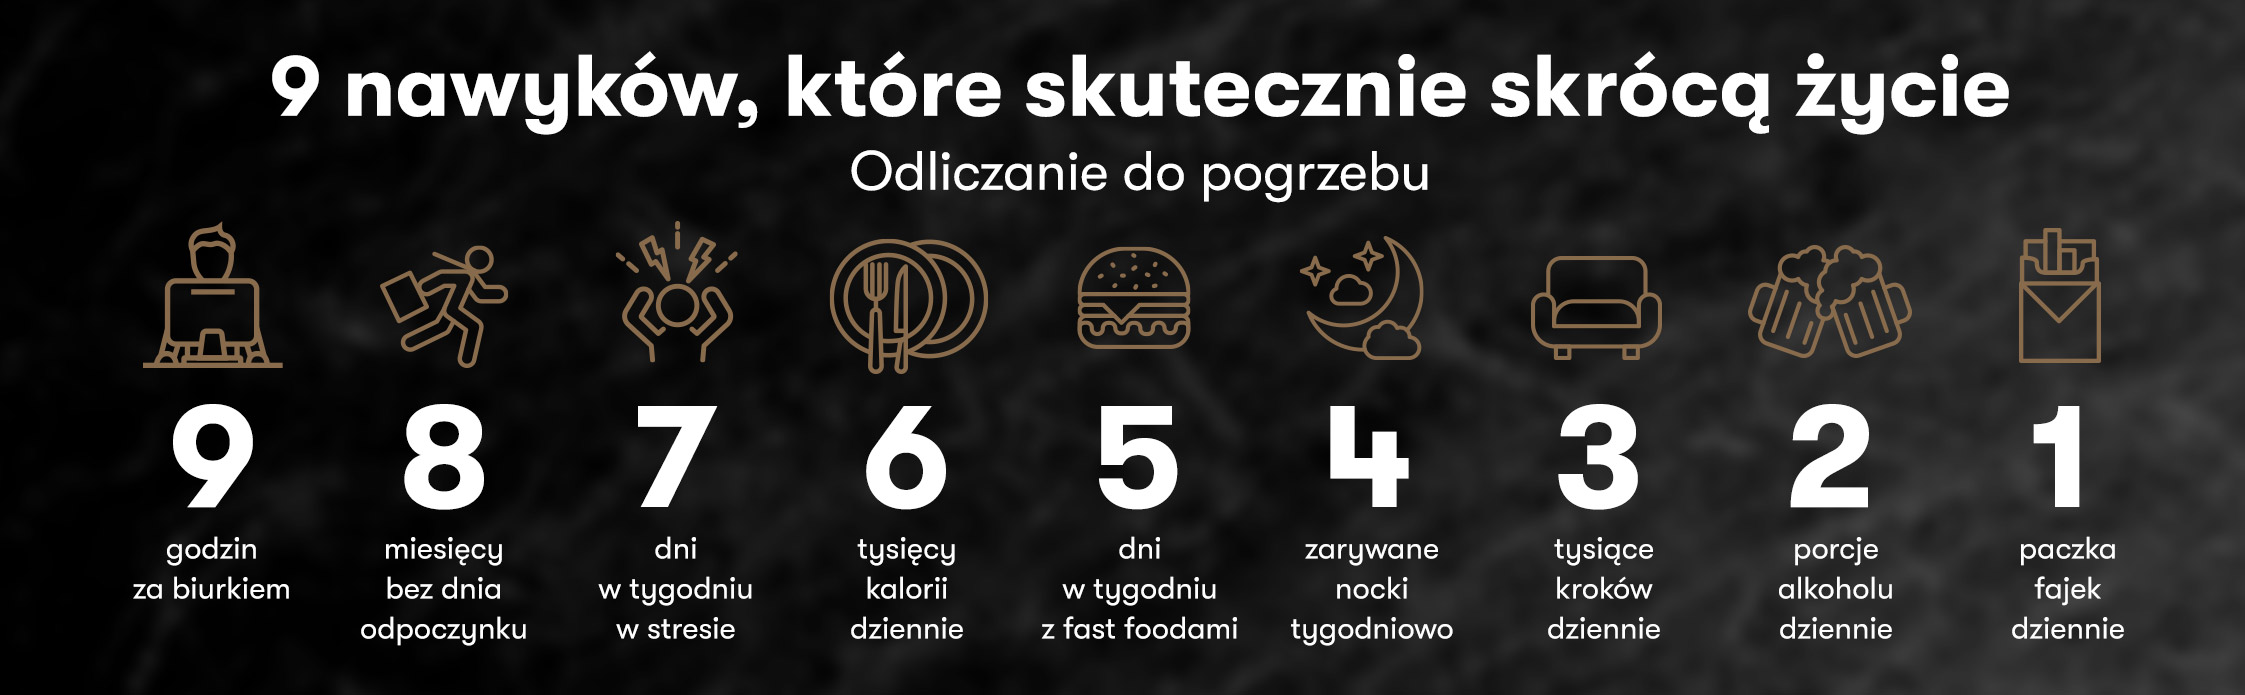 9 nawyków, które skutecznie skrócą życie
Odliczanie do pogrzebu
9
godzin
za biurkiem
8
miesięcy
bez dnia
odpoczynku
7
dni
w tygodniu
w stresie
6
tysięcy
kalorii
dziennie
5
dni
w tygodniu
z fast foodami
4
zarywane
nocki
tygodniowo
3
tysiące
kroków
dziennie
2
porcje
alkoholu
dziennie
1
paczka
fajek
dziennie